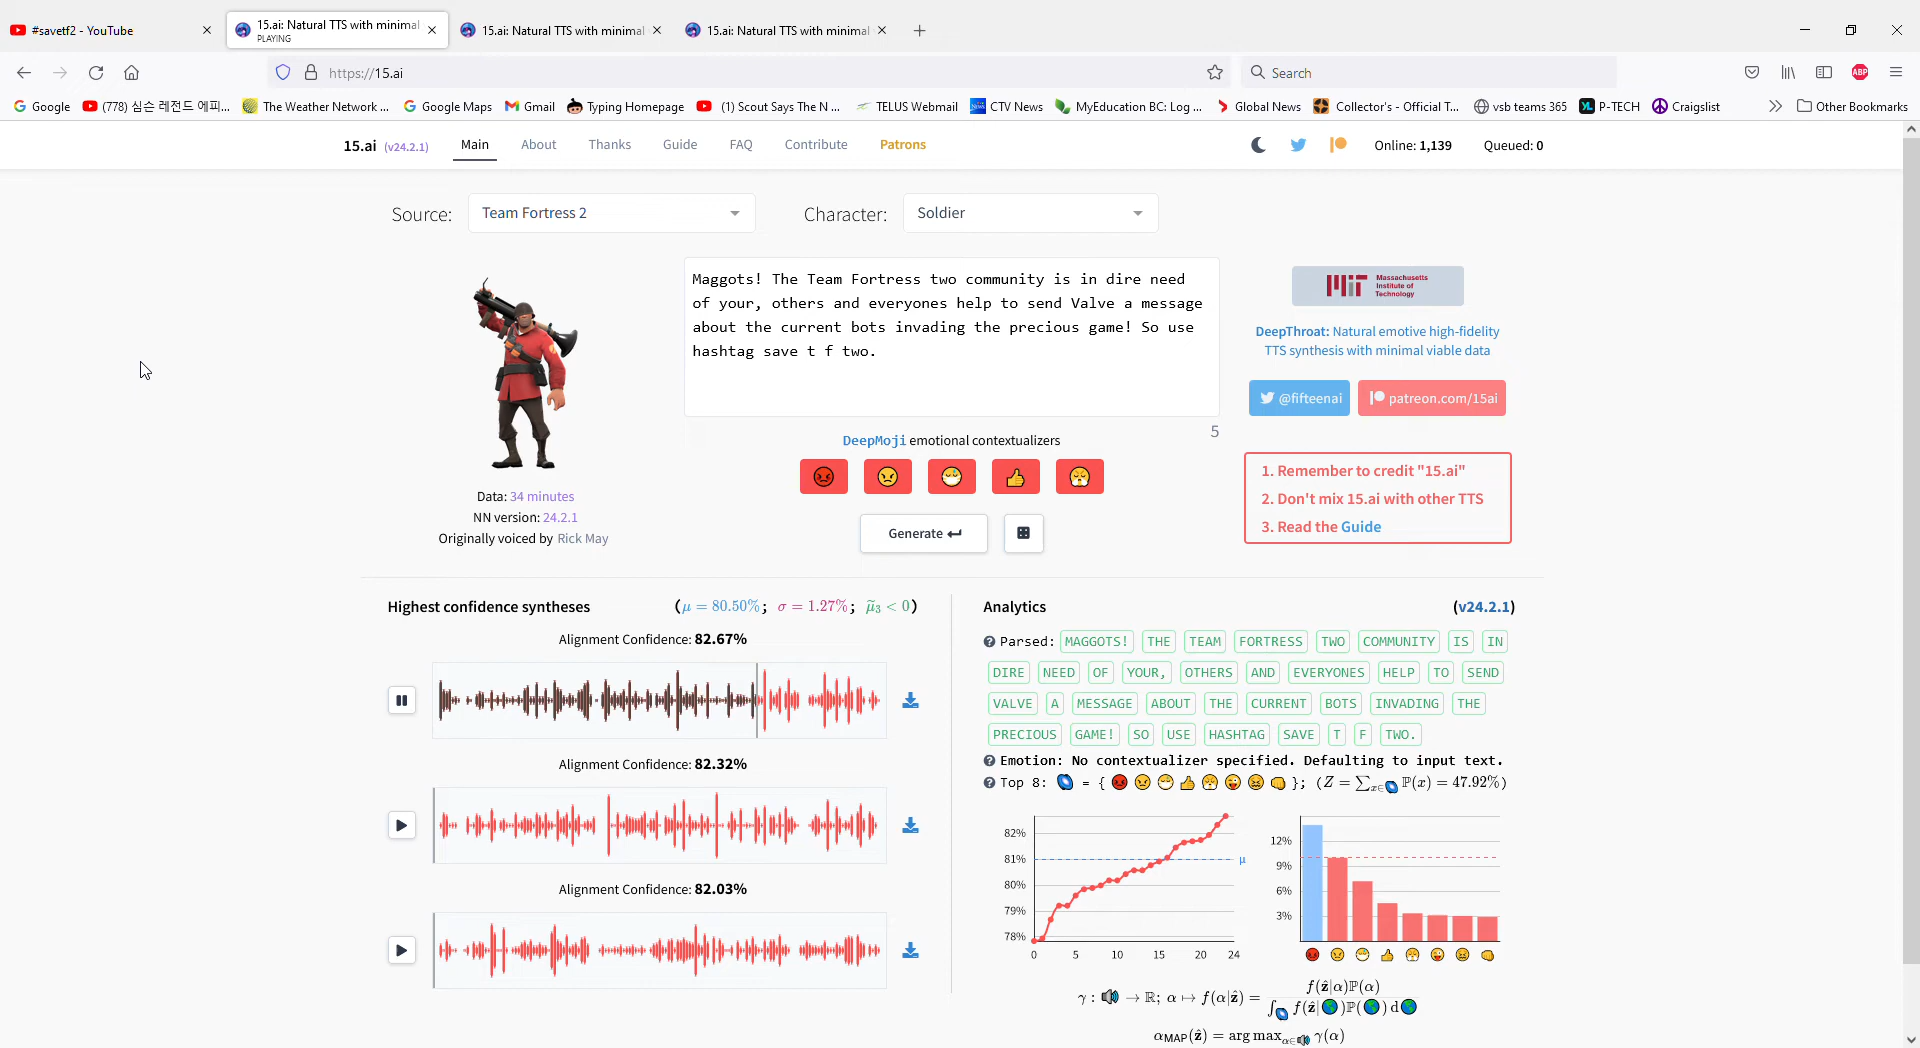 #savetf2 - YouTube
15.ai: Natural TTS with minimal
PLAYING
15.ai: Natural TTS with minimal
15.ai: Natural TTS with minimal
https://15.ai
Search
ABP
Google
(778) 심슨 레전드 에피...
The Weather Network ...
Google Maps
Gmail
Typing Homepage
(1) Scout Says The N ...
TELUS Webmail
CTV News
MyEducation BC: Log ...
Global News
Collector's - Official T...
vsb teams 365
P-TECH
Craigslist
Other Bookmarks
15.ai (v24.2.1)
Main
About
Thanks
Guide
FAQ
Contribute
Patrons
Online: 1,139
Queued: 0
Source:
Team Fortress 2
Character:
Soldier
Maggots! The Team Fortress two community is in dire need
of your, others and everyones help to send Valve a message
about the current bots invading the precious game! So use
hashtag save t f two.
5
Massachusetts
Institute of
Technology
DeepThroat: Natural emotive high-fidelity
TTS synthesis with minimal viable data
@fifteenai
patreon.com/15ai
1. Remember to credit "15.ai"
2. Don't mix 15.ai with other TTS
3. Read the Guide
DeepMoji emotional contextualizers
Generate
Data: 34 minutes
NN version: 24.2.1
Originally voiced by Rick May
Highest confidence syntheses
(μ = 80.50%; σ = 1.27%; μ̃₃ < 0)
Alignment Confidence: 82.67%
Alignment Confidence: 82.32%
Alignment Confidence: 82.03%
Analytics
(v24.2.1)
Parsed: MAGGOTS! THE TEAM FORTRESS TWO COMMUNITY IS IN
DIRE NEED OF YOUR, OTHERS AND EVERYONES HELP TO SEND
VALVE A MESSAGE ABOUT THE CURRENT BOTS INVADING THE
PRECIOUS GAME! SO USE HASHTAG SAVE T F TWO.
Emotion: No contextualizer specified. Defaulting to input text.
Top 8: 🌀 = { 😡 😠 😅 👍 😤 😜 😖 👊 }; (Z = ∑x∈🌀 ℙ(x) = 47.92%)
82%
81%
80%
79%
78%
μ
0 5 10 15 20 24
12%
9%
6%
3%
γ : 🔊 → ℝ; α ↦ f(α|ẑ) = f(ẑ|α)ℙ(α) / ∫🌀 f(ẑ|🌎)ℙ(🌎) d🌎
αMAP(ẑ) = arg maxα∈🔊 γ(α)